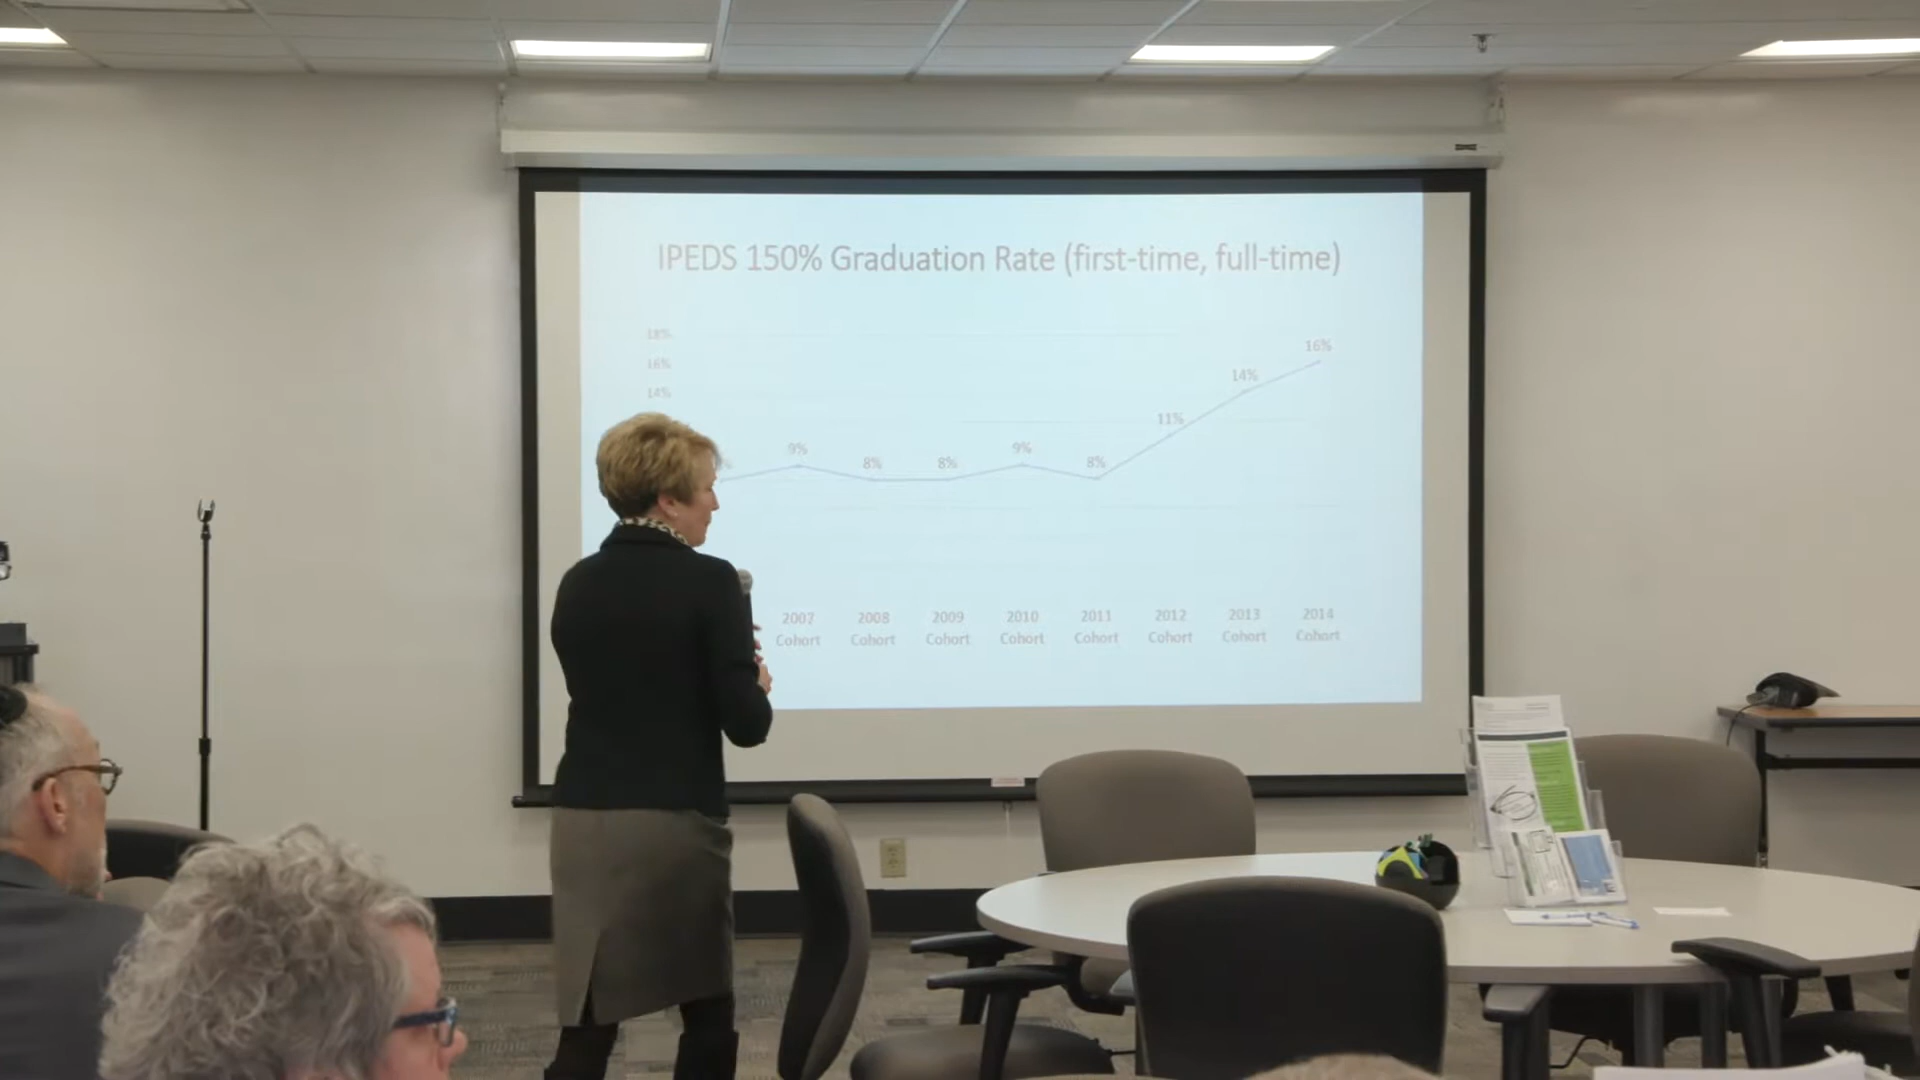 IPEDS 150% Graduation Rate (first-time, full-time)
18%
16%
14%
9%
8%
8%
9%
8%
11%
14%
16%
2007 Cohort
2008 Cohort
2009 Cohort
2010 Cohort
2011 Cohort
2012 Cohort
2013 Cohort
2014 Cohort